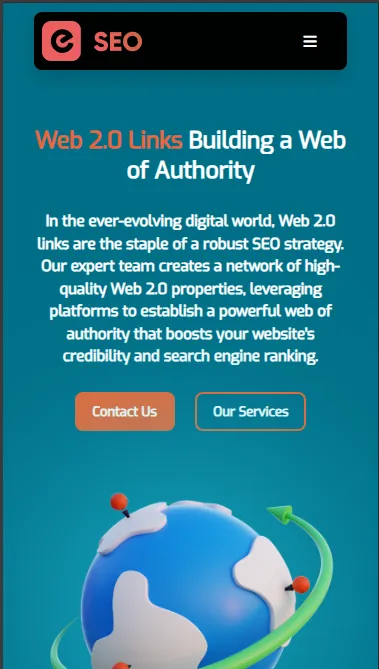 SEO
Web 2.0 Links Building a Web
of Authority
In the ever-evolving digital world, Web 2.0
links are the staple of a robust SEO strategy.
Our expert team creates a network of high-
quality Web 2.0 properties, leveraging
platforms to establish a powerful web of
authority that boosts your website's
credibility and search engine ranking.
Contact Us
Our Services